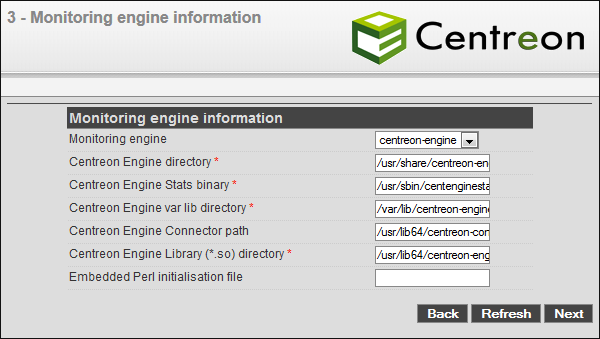 3 - Monitoring engine information
Centreon
Monitoring engine information
Monitoring engine centreon-engine
Centreon Engine directory * /usr/share/centreon-en
Centreon Engine Stats binary * /usr/sbin/centenginesta
Centreon Engine var lib directory * /var/lib/centreon-engine
Centreon Engine Connector path /usr/lib64/centreon-con
Centreon Engine Library (*.so) directory * /usr/lib64/centreon-eng
Embedded Perl initialisation file
Back Refresh Next